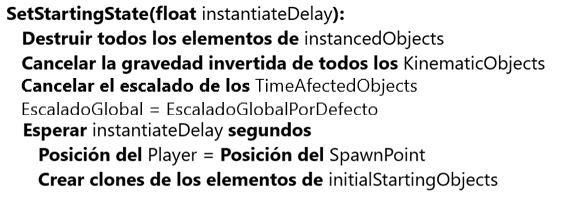 SetStartingState(float instantiateDelay):
Destruir todos los elementos de instancedObjects
Cancelar la gravedad invertida de todos los KinematicObjects
Cancelar el escalado de los TimeAfectedObjects
EscaladoGlobal = EscaladoGlobalPorDefecto
Esperar instantiateDelay segundos
Posición del Player = Posición del SpawnPoint
Crear clones de los elementos de initialStartingObjects